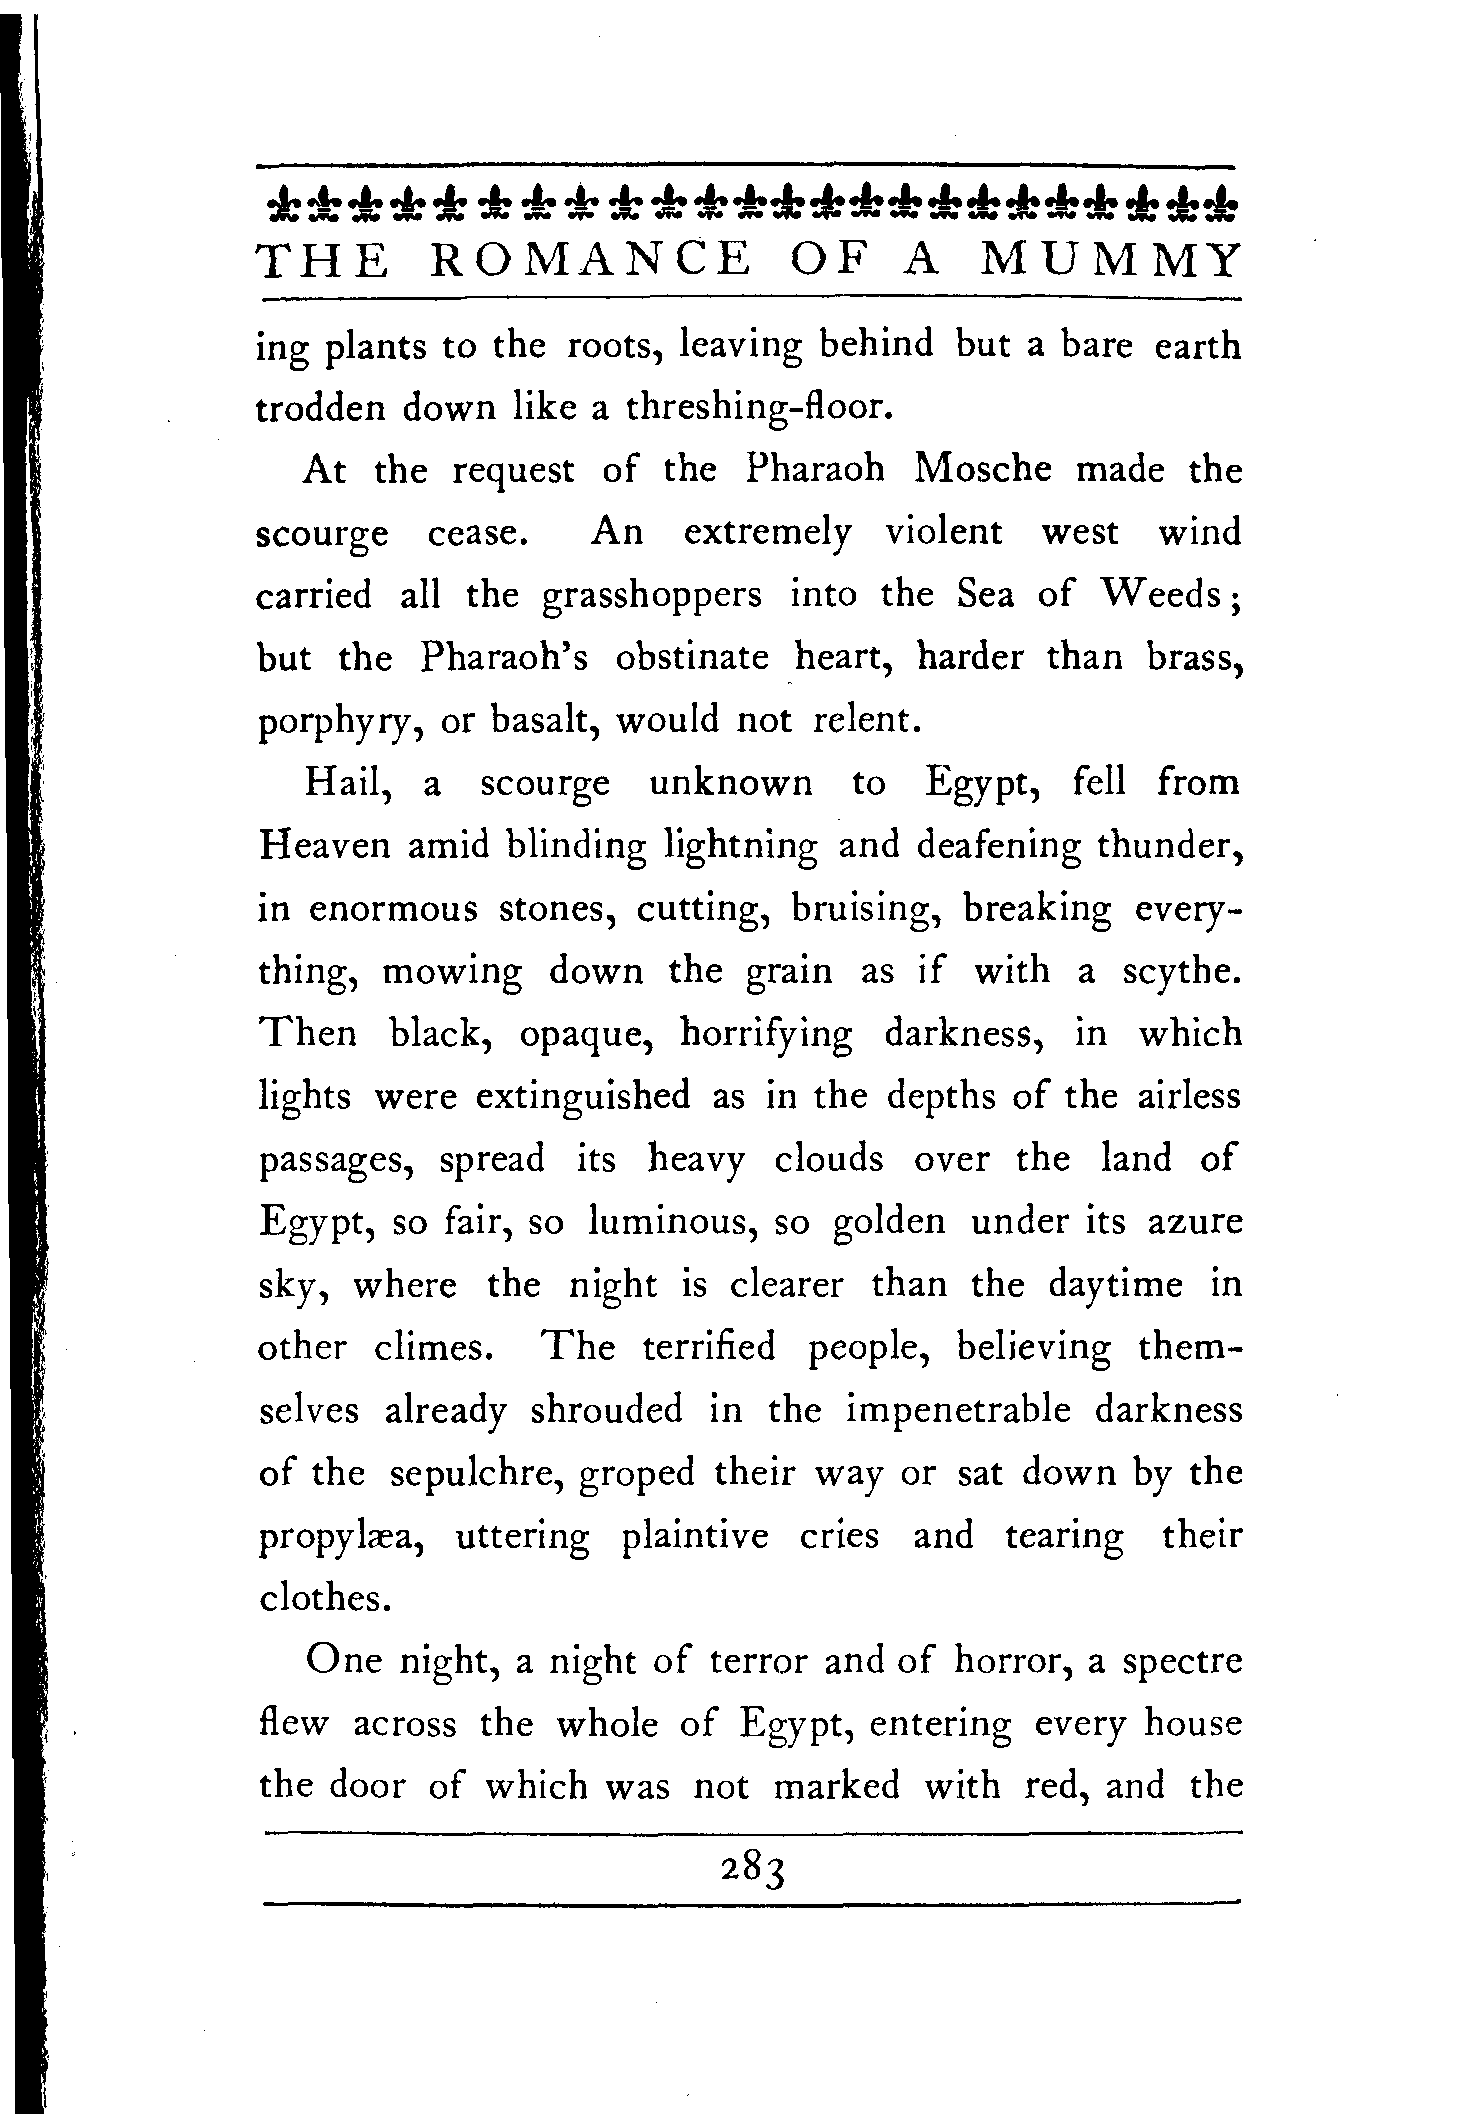 THE ROMANCE OF A MUMMY
ing plants to the roots, leaving behind but a bare earth
trodden down like a threshing-floor.
At the request of the Pharaoh Mosche made the
scourge cease. An extremely violent west wind
carried all the grasshoppers into the Sea of Weeds;
but the Pharaoh's obstinate heart, harder than brass,
porphyry, or basalt, would not relent.
Hail, a scourge unknown to Egypt, fell from
Heaven amid blinding lightning and deafening thunder,
in enormous stones, cutting, bruising, breaking every-
thing, mowing down the grain as if with a scythe.
Then black, opaque, horrifying darkness, in which
lights were extinguished as in the depths of the airless
passages, spread its heavy clouds over the land of
Egypt, so fair, so luminous, so golden under its azure
sky, where the night is clearer than the daytime in
other climes. The terrified people, believing them-
selves already shrouded in the impenetrable darkness
of the sepulchre, groped their way or sat down by the
propylæa, uttering plaintive cries and tearing their
clothes.
One night, a night of terror and of horror, a spectre
flew across the whole of Egypt, entering every house
the door of which was not marked with red, and the
283